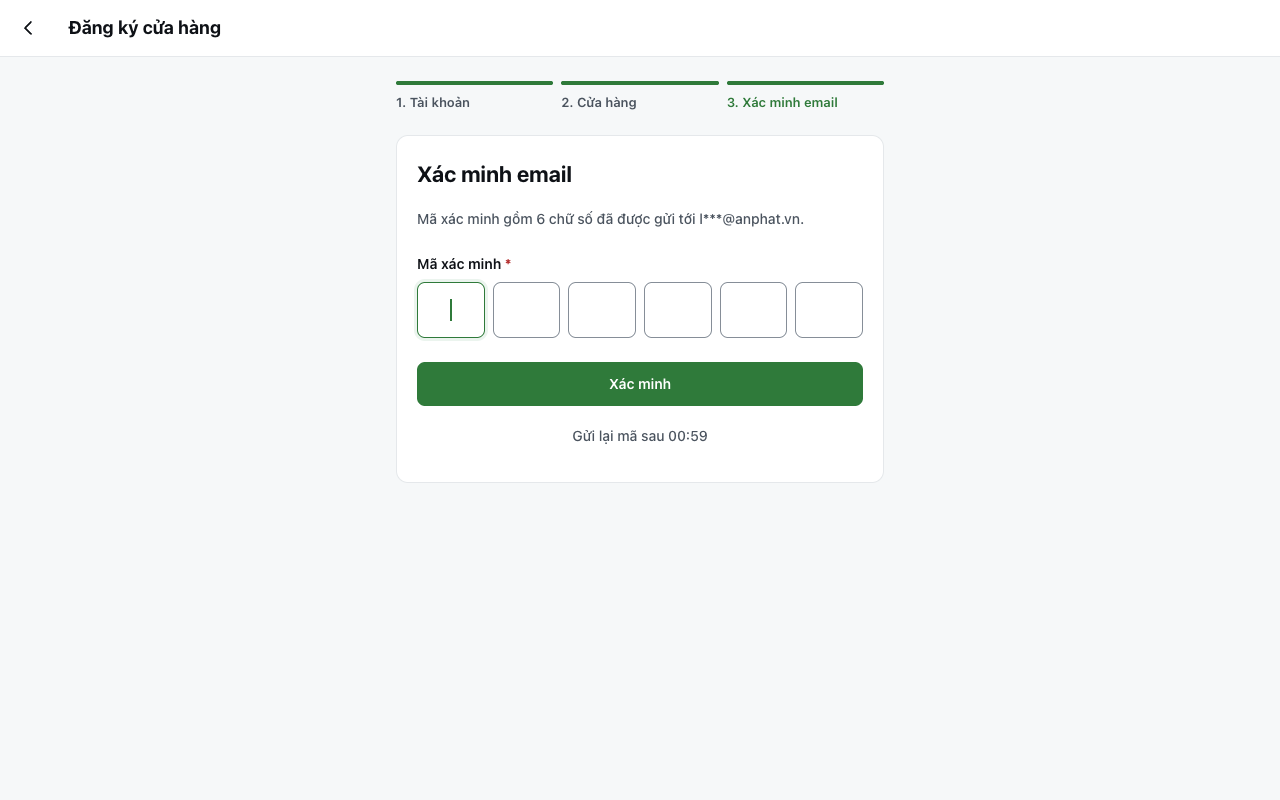 Đăng ký cửa hàng
1. Tài khoản
2. Cửa hàng
3. Xác minh email
Xác minh email
Mã xác minh gồm 6 chữ số đã được gửi tới l***@anphat.vn.
Mã xác minh *
Xác minh
Gửi lại mã sau 00:59